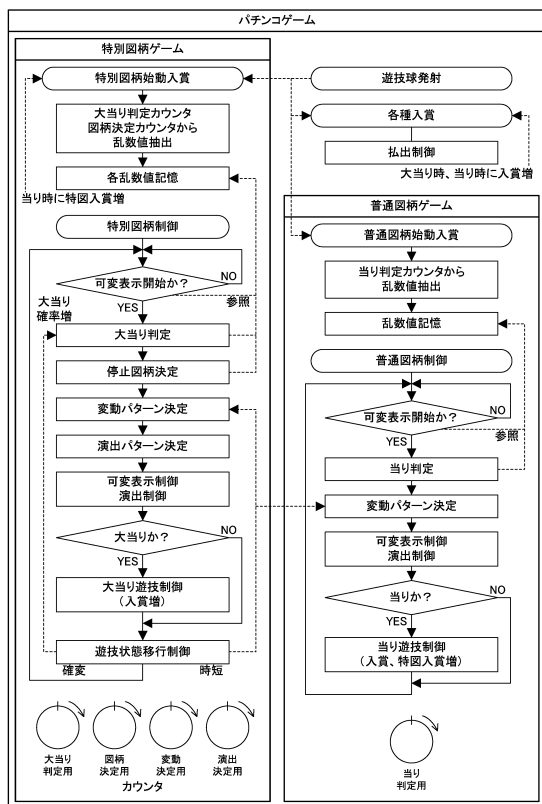 パチンコゲーム
特別図柄ゲーム
特別図柄始動入賞
大当り判定カウンタ
図柄決定カウンタから
乱数値抽出
各乱数値記憶
当り時に特図入賞増
特別図柄制御
可変表示開始か?
NO
YES
参照
大当り
確率増
大当り判定
停止図柄決定
変動パターン決定
演出パターン決定
可変表示制御
演出制御
大当りか?
NO
YES
大当り遊技制御
(入賞増)
遊技状態移行制御
確変
時短
大当り
判定用
図柄
決定用
変動
決定用
演出
決定用
カウンタ
遊技球発射
各種入賞
払出制御
大当り時、当り時に入賞増
普通図柄ゲーム
普通図柄始動入賞
当り判定カウンタから
乱数値抽出
乱数値記憶
普通図柄制御
可変表示開始か?
NO
YES
参照
当り判定
変動パターン決定
可変表示制御
演出制御
当りか?
NO
YES
当り遊技制御
(入賞、特図入賞増)
当り
判定用